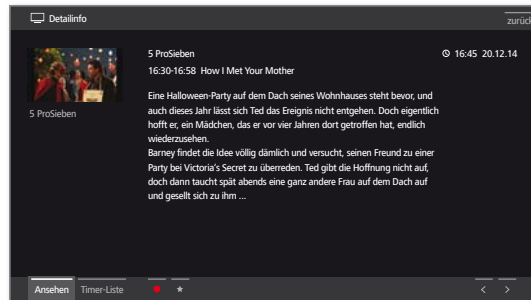 Detailinfo
zurück
5 ProSieben
16:45 20.12.14
16:30-16:58 How I Met Your Mother
5 ProSieben
Eine Halloween-Party auf dem Dach seines Wohnhauses steht bevor, und
auch dieses Jahr lässt sich Ted das Ereignis nicht entgehen. Doch eigentlich
hofft er, ein Mädchen, das er vor vier Jahren dort getroffen hat, endlich
wiederzusehen.
Barney findet die Idee völlig dämlich und versucht, seinen Freund zu einer
Party bei Victoria's Secret zu überreden. Ted gibt die Hoffnung nicht auf,
doch dann taucht spät abends eine ganz andere Frau auf dem Dach auf
und gesellt sich zu ihm ...
Ansehen
Timer-Liste